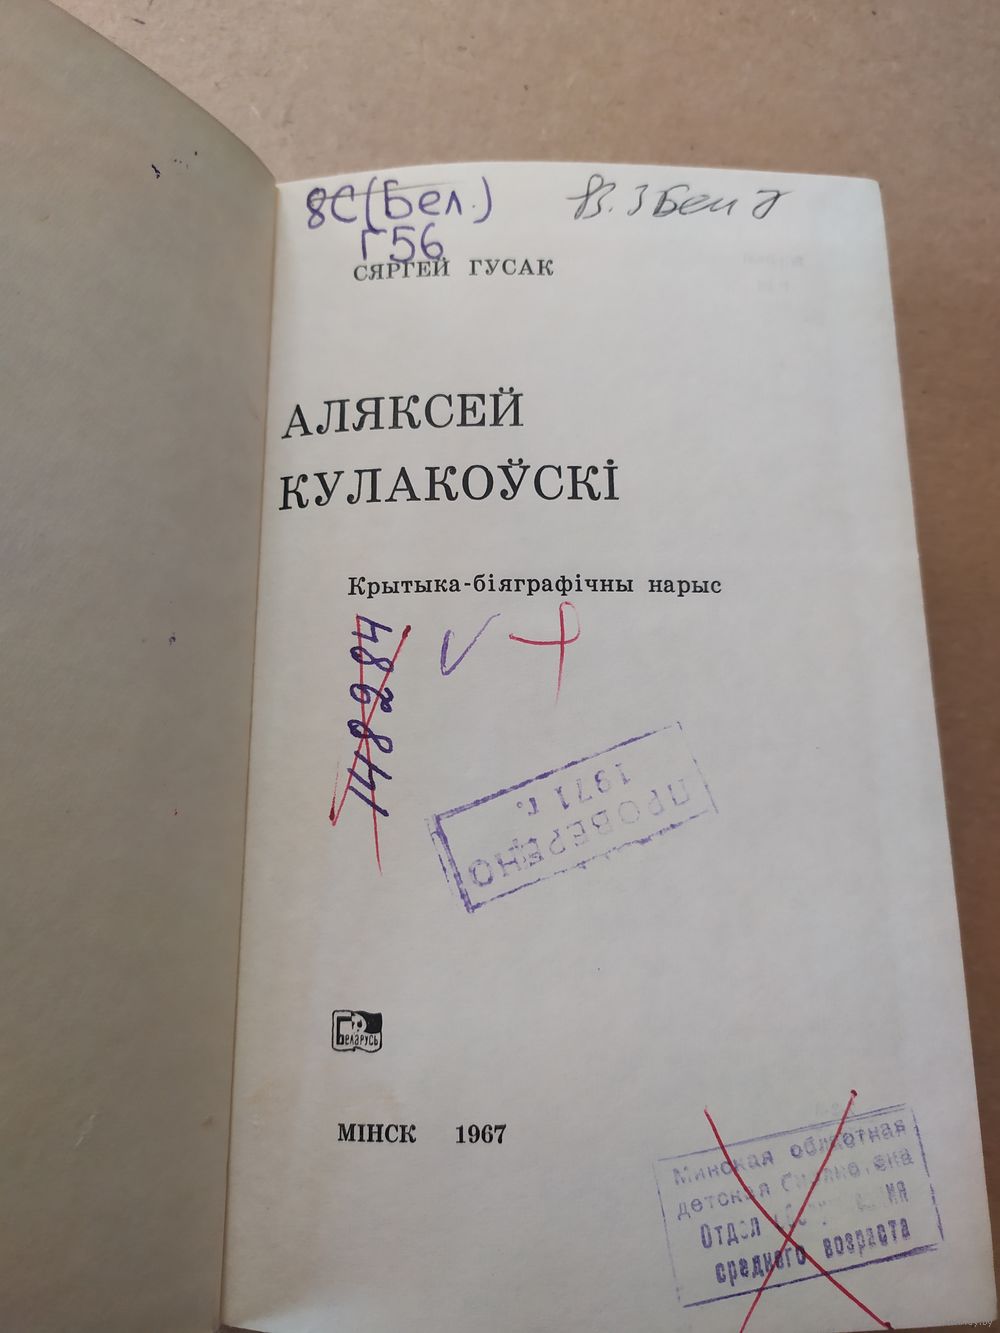 8С(Бел.)
Г56
СЯРГЕЙ ГУСАК
АЛЯКСЕЙ
КУЛАКОЎСКІ
Крытыка-біяграфічны нарыс
ПРОВЕРЕНО
1971 г.
БЕЛАРУСЬ
МІНСК 1967
Минская областная
детская
Отдел
среднего возраста